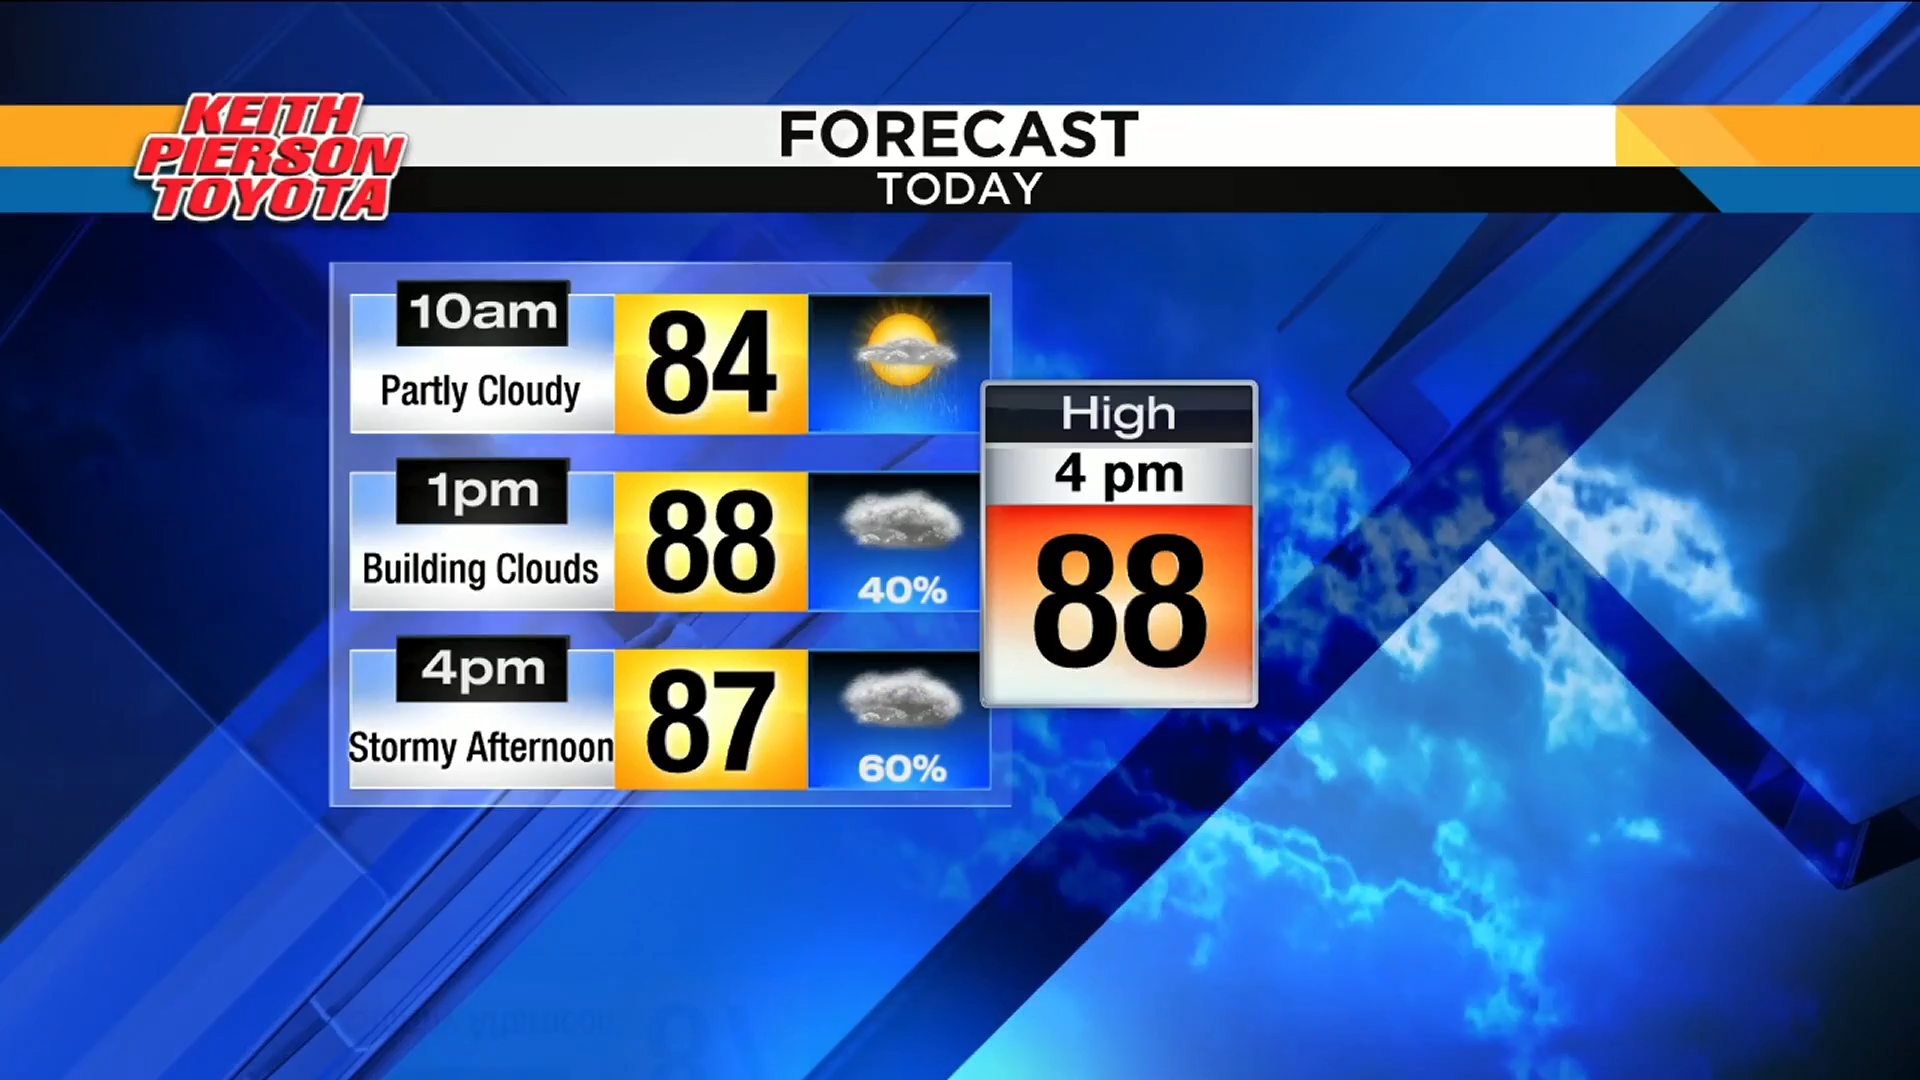 KEITH
PIERSON
TOYOTA
FORECAST
TODAY
10am
Partly Cloudy
84
1pm
Building Clouds
88
40%
4pm
Stormy Afternoon
87
60%
High
4 pm
88